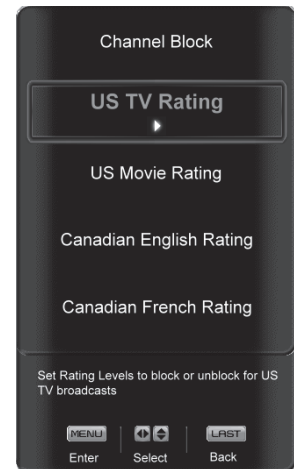 Channel Block
US TV Rating
US Movie Rating
Canadian English Rating
Canadian French Rating
Set Rating Levels to block or unblock for US
TV broadcasts
MENU LAST
Enter Select Back